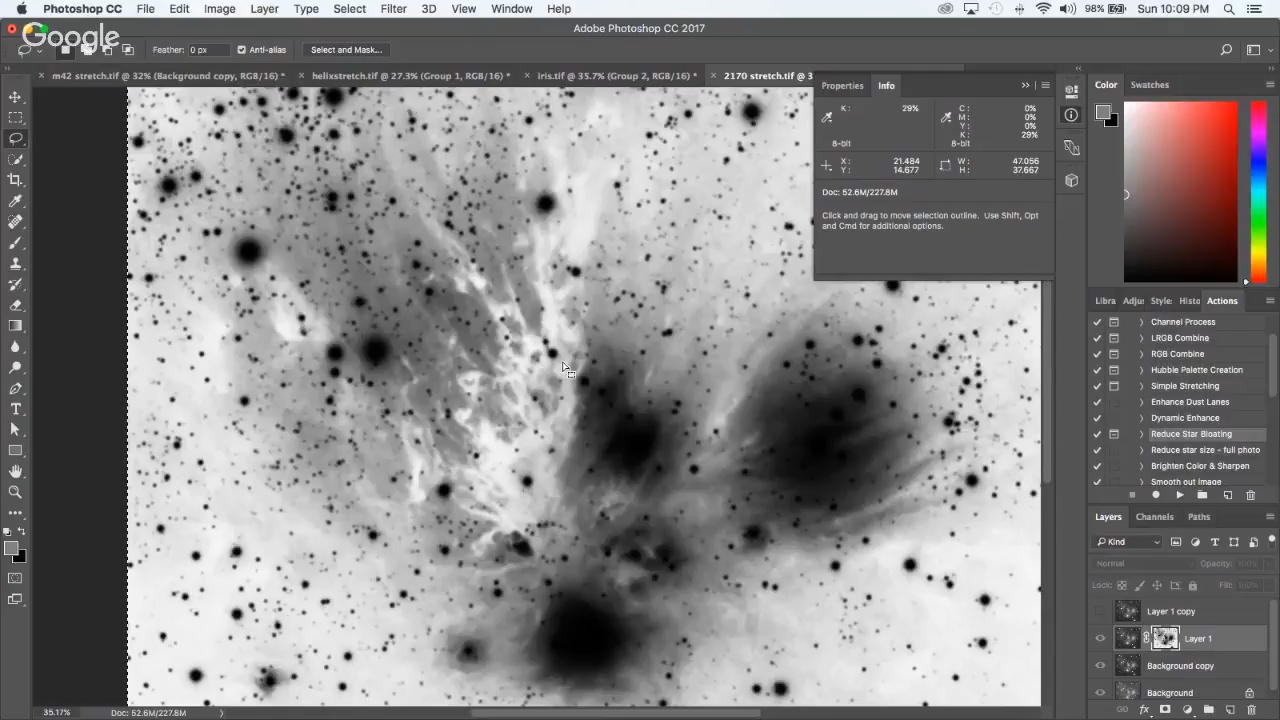 Photoshop CC File Edit Image Layer Type Select Filter 3D View Window Help 98% Sun 10:09 PM
Adobe Photoshop CC 2017
Google
Feather: 0 px Anti-alias Select and Mask...
m42 stretch.tif @ 32% (Background copy, RGB/16) * helixstretch.tif @ 27.3% (Group 1, RGB/16) * iris.tif @ 35.7% (Group 2, RGB/16) * 2170 stretch.tif @ 3
Properties Info
K: 29%
8-bit
C: 0%
M: 0%
Y: 0%
K: 29%
8-bit
X: 21.484
Y: 14.677
W: 47.056
H: 37.667
Doc: 52.6M/227.8M
Click and drag to move selection outline. Use Shift, Opt
and Cmd for additional options.
Color Swatches
Libra Adju Style Histo Actions
Channel Process
LRGB Combine
RGB Combine
Hubble Palette Creation
Simple Stretching
Enhance Dust Lanes
Dynamic Enhance
Reduce Star Bloating
Reduce star size - full photo
Brighten Color & Sharpen
Smooth out Image
Layers Channels Paths
Kind
Normal Opacity: 100%
Lock: Fill: 100%
Layer 1 copy
Layer 1
Background copy
Background
35.17% Doc: 52.6M/227.8M